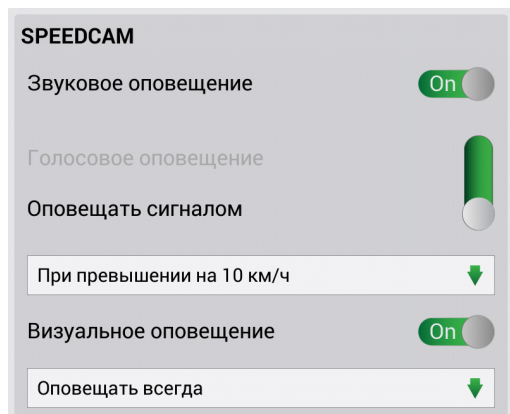 SPEEDCAM
Звуковое оповещение On
Голосовое оповещение
Оповещать сигналом
При превышении на 10 км/ч
Визуальное оповещение On
Оповещать всегда